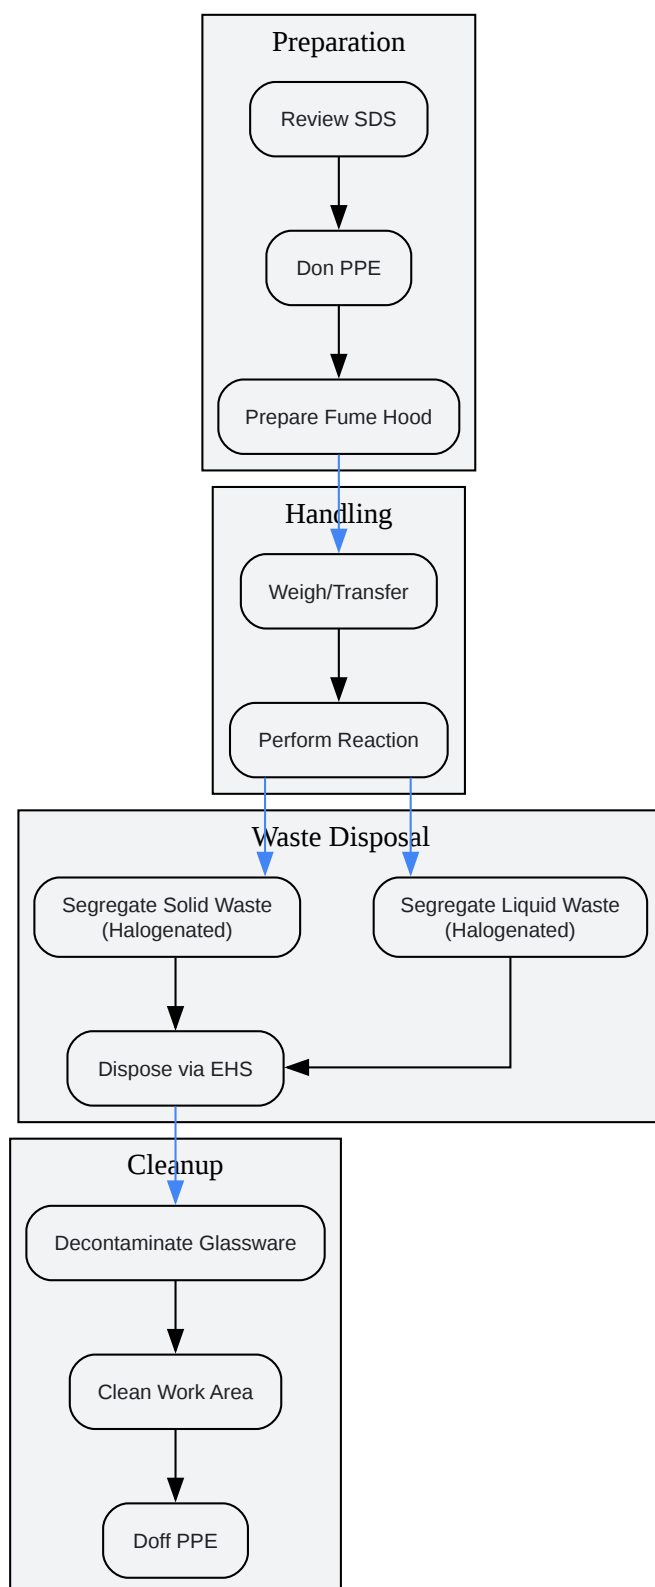 Preparation
Review SDS
Don PPE
Prepare Fume Hood
Handling
Weigh/Transfer
Perform Reaction
Waste Disposal
Segregate Solid Waste
(Halogenated)
Segregate Liquid Waste
(Halogenated)
Dispose via EHS
Cleanup
Decontaminate Glassware
Clean Work Area
Doff PPE